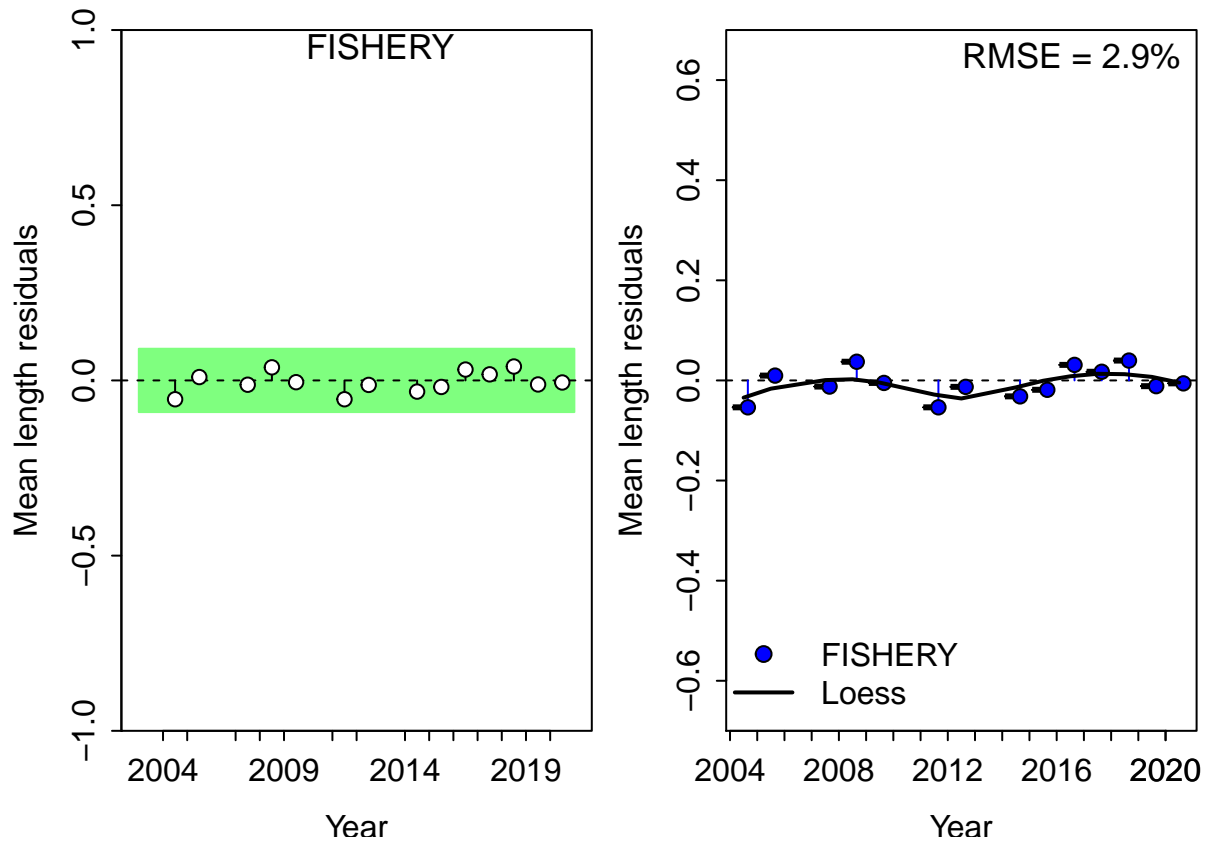 FISHERY
Mean length residuals
1.0
0.5
0.0
−0.5
−1.0
2004 2009 2014 2019
Year
RMSE = 2.9%
Mean length residuals
0.6
0.4
0.2
0.0
−0.2
−0.4
−0.6
FISHERY
Loess
2004 2008 2012 2016 2020
Year